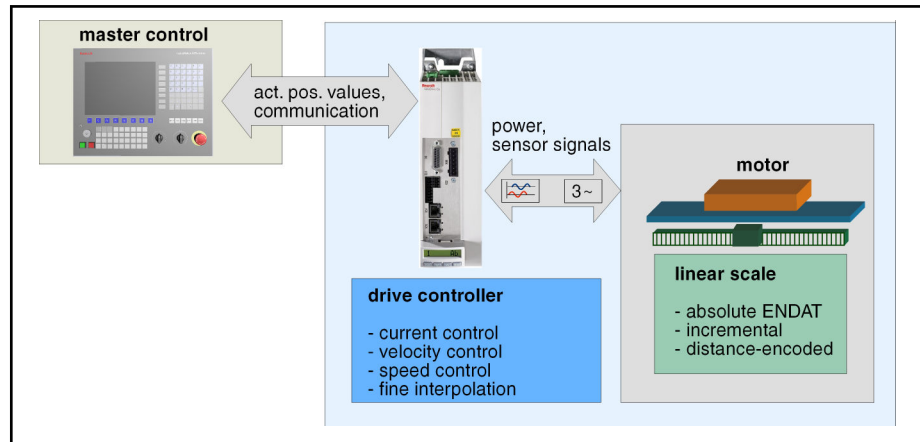 master control
act. pos. values,
communication
power,
sensor signals
3~
motor
linear scale
- absolute ENDAT
- incremental
- distance-encoded
drive controller
- current control
- velocity control
- speed control
- fine interpolation